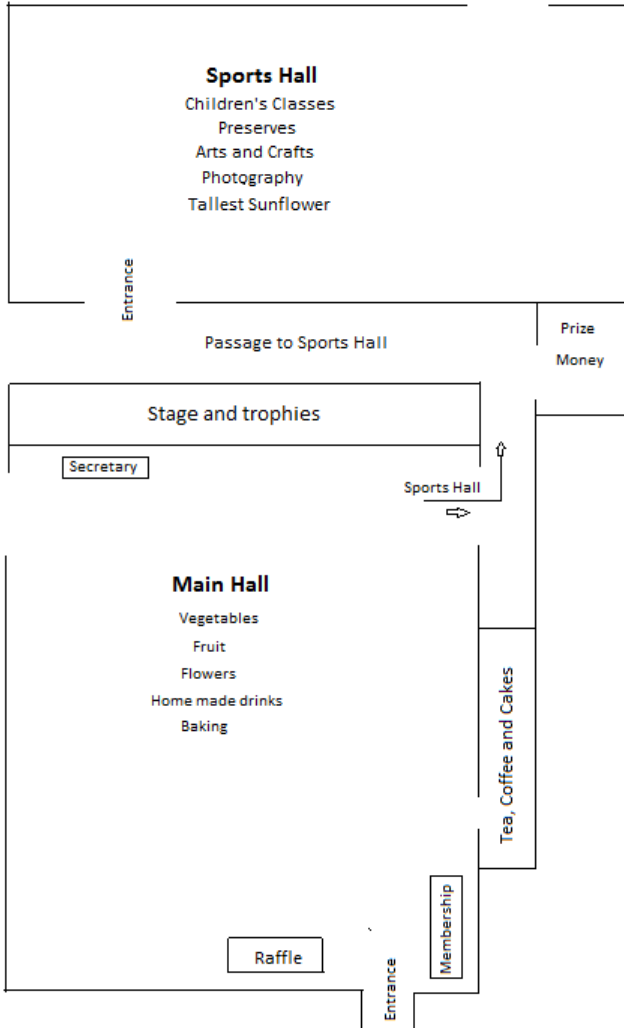 Sports Hall
Children's Classes
Preserves
Arts and Crafts
Photography
Tallest Sunflower
Entrance
Passage to Sports Hall
Prize
Money
Stage and trophies
Secretary
Sports Hall
Main Hall
Vegetables
Fruit
Flowers
Home made drinks
Baking
Tea, Coffee and Cakes
Membership
Raffle
Entrance